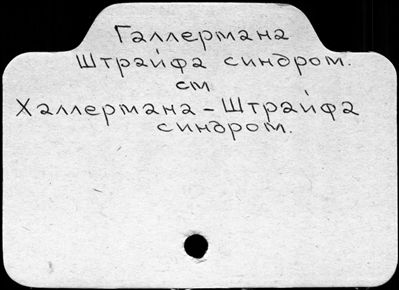 Галлермана
Штрайфа синдром.
см
Халлермана-Штрайфа
синдром.